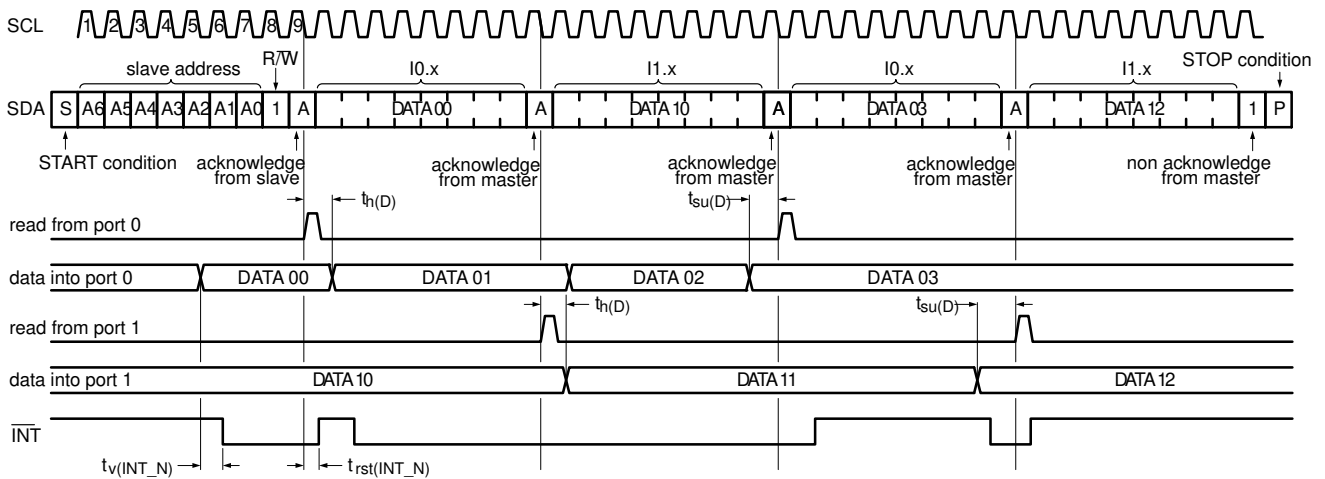 SCL 1 2 3 4 5 6 7 8 9
R/W
STOP condition
slave address I0.x I1.x I0.x I1.x
SDA S A6 A5 A4 A3 A2 A1 A0 1 A DATA 00 A DATA 10 A DATA 03 A DATA 12 1 P
START condition
acknowledge from slave
acknowledge from master
acknowledge from master
acknowledge from master
non acknowledge from master
th(D) tsu(D)
read from port 0
data into port 0 DATA 00 DATA 01 DATA 02 DATA 03
th(D) tsu(D)
read from port 1
data into port 1 DATA 10 DATA 11 DATA 12
INT
tv(INT_N) trst(INT_N)